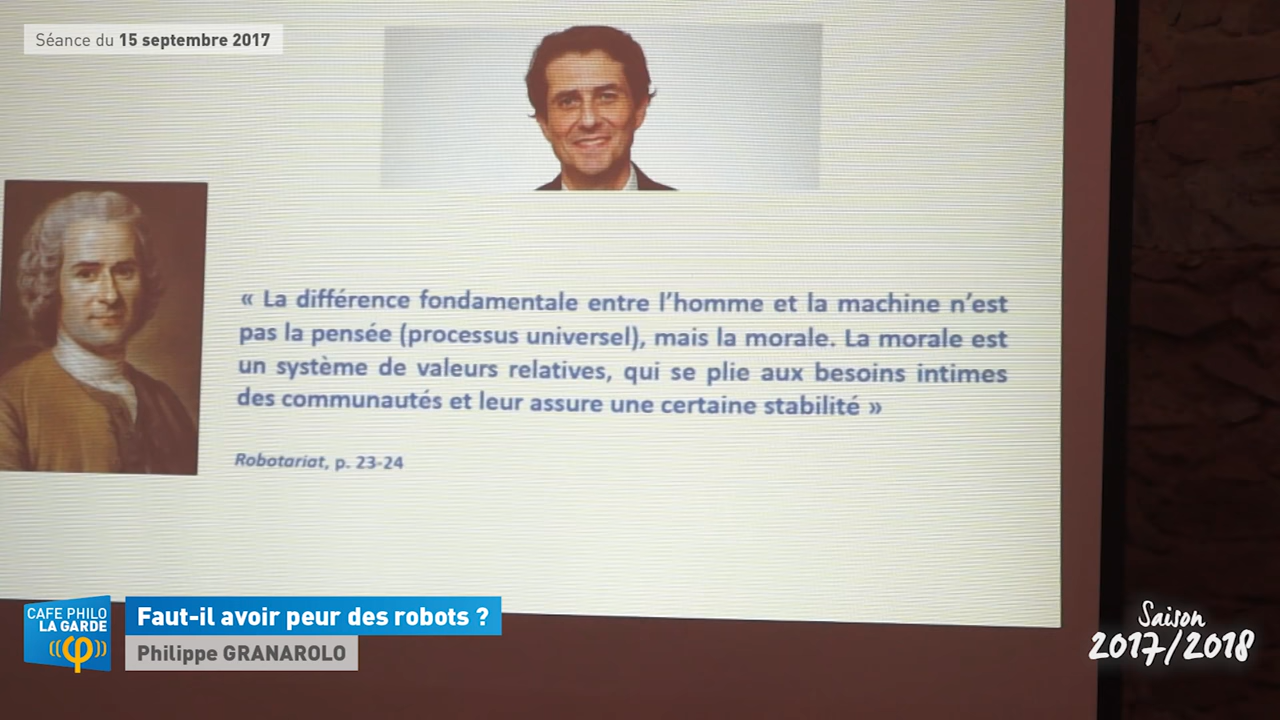 Séance du 15 septembre 2017
« La différence fondamentale entre l'homme et la machine n'est
pas la pensée (processus universel), mais la morale. La morale est
un système de valeurs relatives, qui se plie aux besoins intimes
des communautés et leur assure une certaine stabilité »
Robotariat, p. 23-24
CAFE PHILO
LA GARDE
((φ))
Faut-il avoir peur des robots ?
Philippe GRANAROLO
Saison
2017/2018